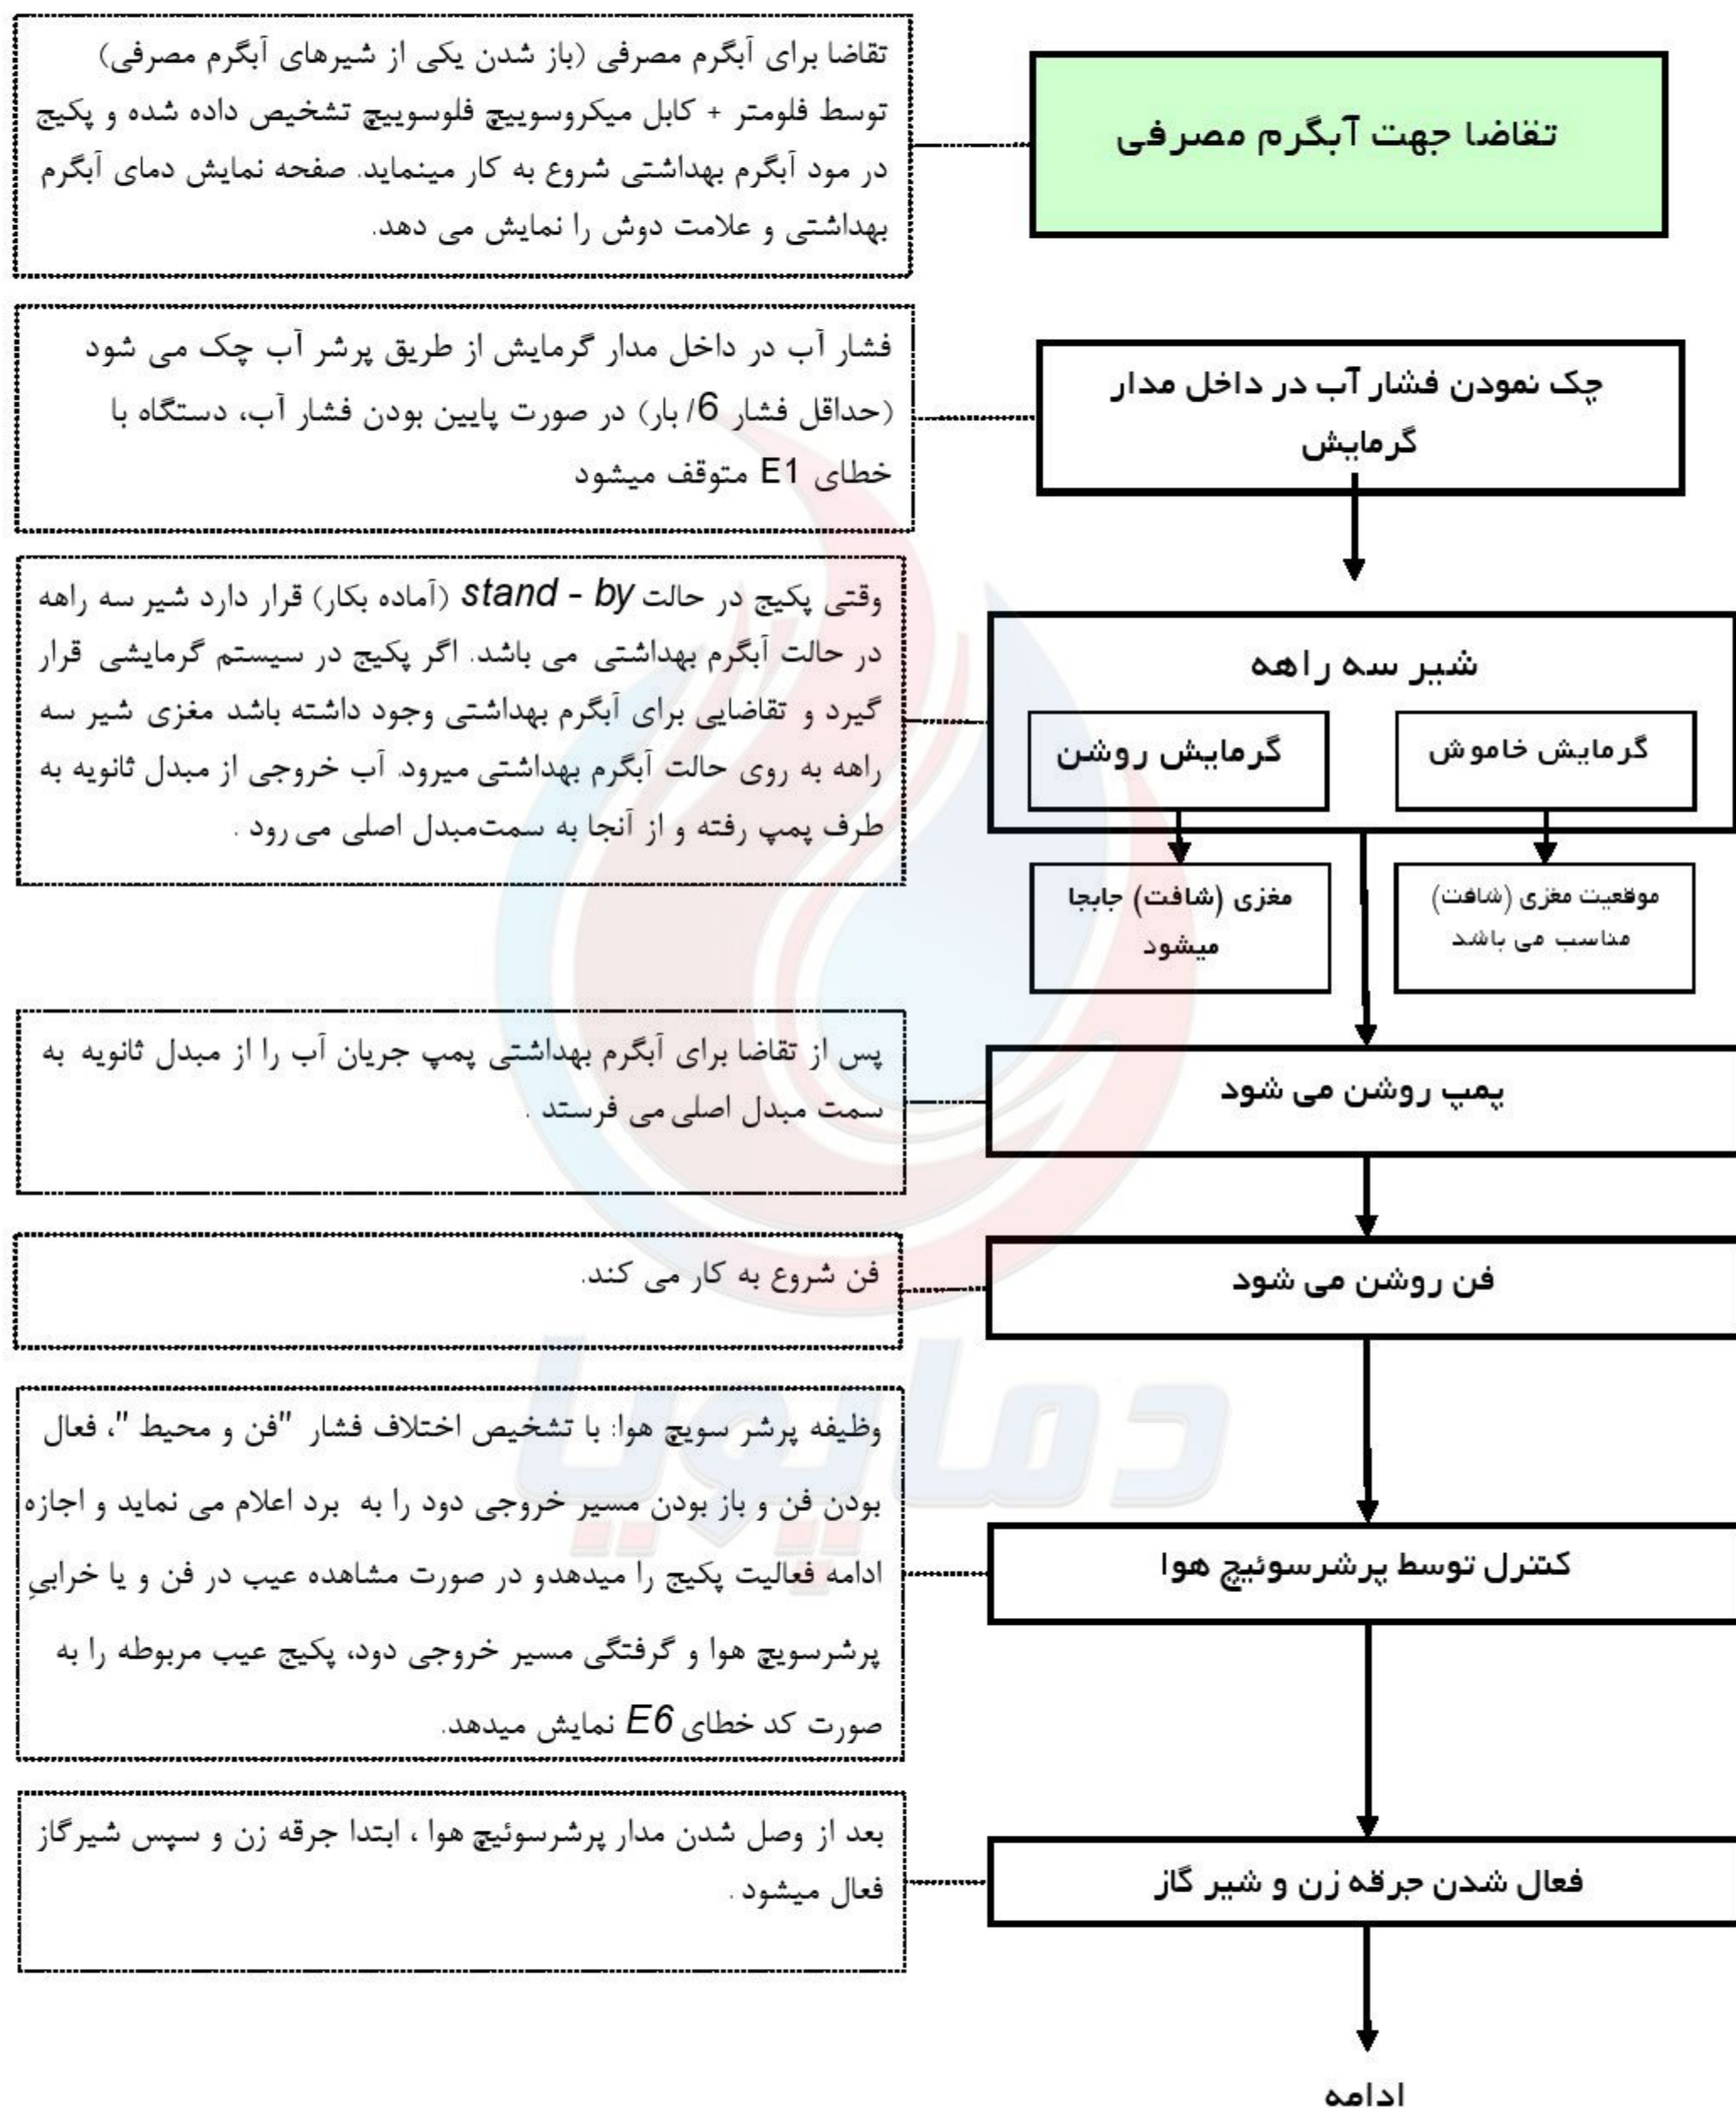 تقاضا جهت آبگرم مصرفی
تقاضا برای آبگرم مصرفی (باز شدن یکی از شیرهای آبگرم مصرفی)
توسط فلومتر + کابل میکروسوییچ فلوسوییچ تشخیص داده شده و پکیج
در مود آبگرم بهداشتی شروع به کار مینماید. صفحه نمایش دمای آبگرم
بهداشتی و علامت دوش را نمایش می دهد.
چک نمودن فشار آب در داخل مدار
گرمایش
فشار آب در داخل مدار گرمایش از طریق پرشر آب چک می شود
(حداقل فشار 6/ بار) در صورت پایین بودن فشار آب، دستگاه با
خطای E1 متوقف میشود
شیر سه راهه
گرمایش خاموش
گرمایش روشن
موقعیت مغزی (شافت)
مناسب می باشد
مغزی (شافت) جابجا
میشود
وقتی پکیج در حالت stand - by (آماده بکار) قرار دارد شیر سه راهه
در حالت آبگرم بهداشتی می باشد. اگر پکیج در سیستم گرمایشی قرار
گیرد و تقاضایی برای آبگرم بهداشتی وجود داشته باشد مغزی شیر سه
راهه به روی حالت آبگرم بهداشتی میرود. آب خروجی از مبدل ثانویه به
طرف پمپ رفته و از آنجا به سمت‌مبدل اصلی می رود .
پمپ روشن می شود
پس از تقاضا برای آبگرم بهداشتی پمپ جریان آب را از مبدل ثانویه به
سمت مبدل اصلی می فرستد .
فن روشن می شود
فن شروع به کار می کند.
کنترل توسط پرشرسوئیچ هوا
وظیفه پرشر سویچ هوا: با تشخیص اختلاف فشار "فن و محیط "، فعال
بودن فن و باز بودن مسیر خروجی دود را به برد اعلام می نماید و اجازه
ادامه فعالیت پکیج را میدهدو در صورت مشاهده عیب در فن و یا خرابیِ
پرشرسویچ هوا و گرفتگی مسیر خروجی دود، پکیج عیب مربوطه را به
صورت کد خطای E6 نمایش میدهد.
فعال شدن جرقه زن و شیر گاز
بعد از وصل شدن مدار پرشرسوئیچ هوا ، ابتدا جرقه زن و سپس شیرگاز
فعال میشود .
ادامه
دماپویا